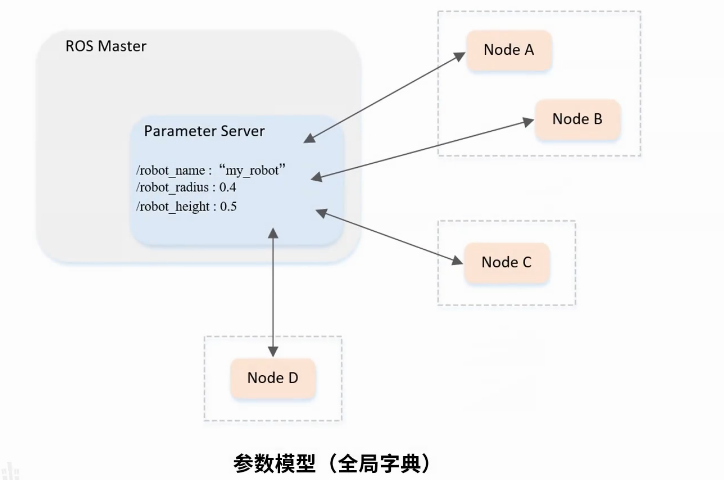 ROS Master
Node A
Node B
Parameter Server
/robot_name : “my_robot”
/robot_radius : 0.4
/robot_height : 0.5
Node C
Node D
参数模型（全局字典）